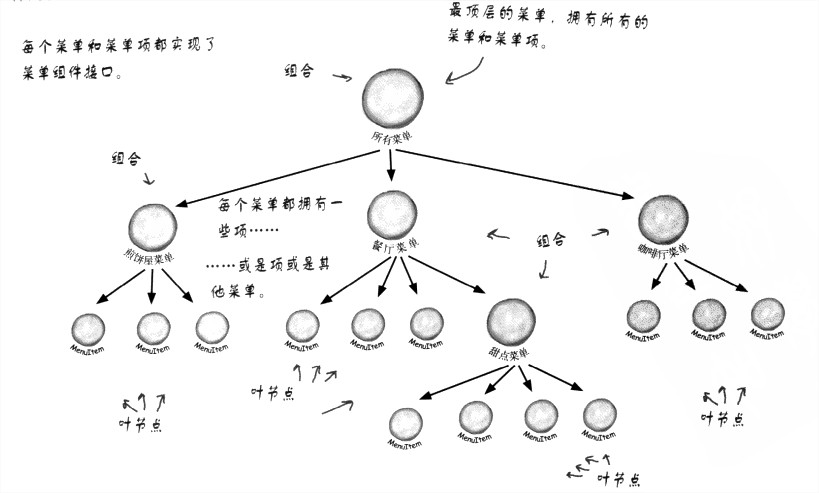 最顶层的菜单，拥有所有的
菜单和菜单项。
每个菜单和菜单项都实现了
菜单组件接口。
组合
所有菜单
组合
每个菜单都拥有一
些项……
……或是项或是其
他菜单。
煎饼屋菜单
餐厅菜单
组合
咖啡厅菜单
MenuItem
MenuItem
MenuItem
MenuItem
MenuItem
MenuItem
甜点菜单
MenuItem
MenuItem
MenuItem
叶节点
叶节点
叶节点
MenuItem
MenuItem
MenuItem
MenuItem
叶节点